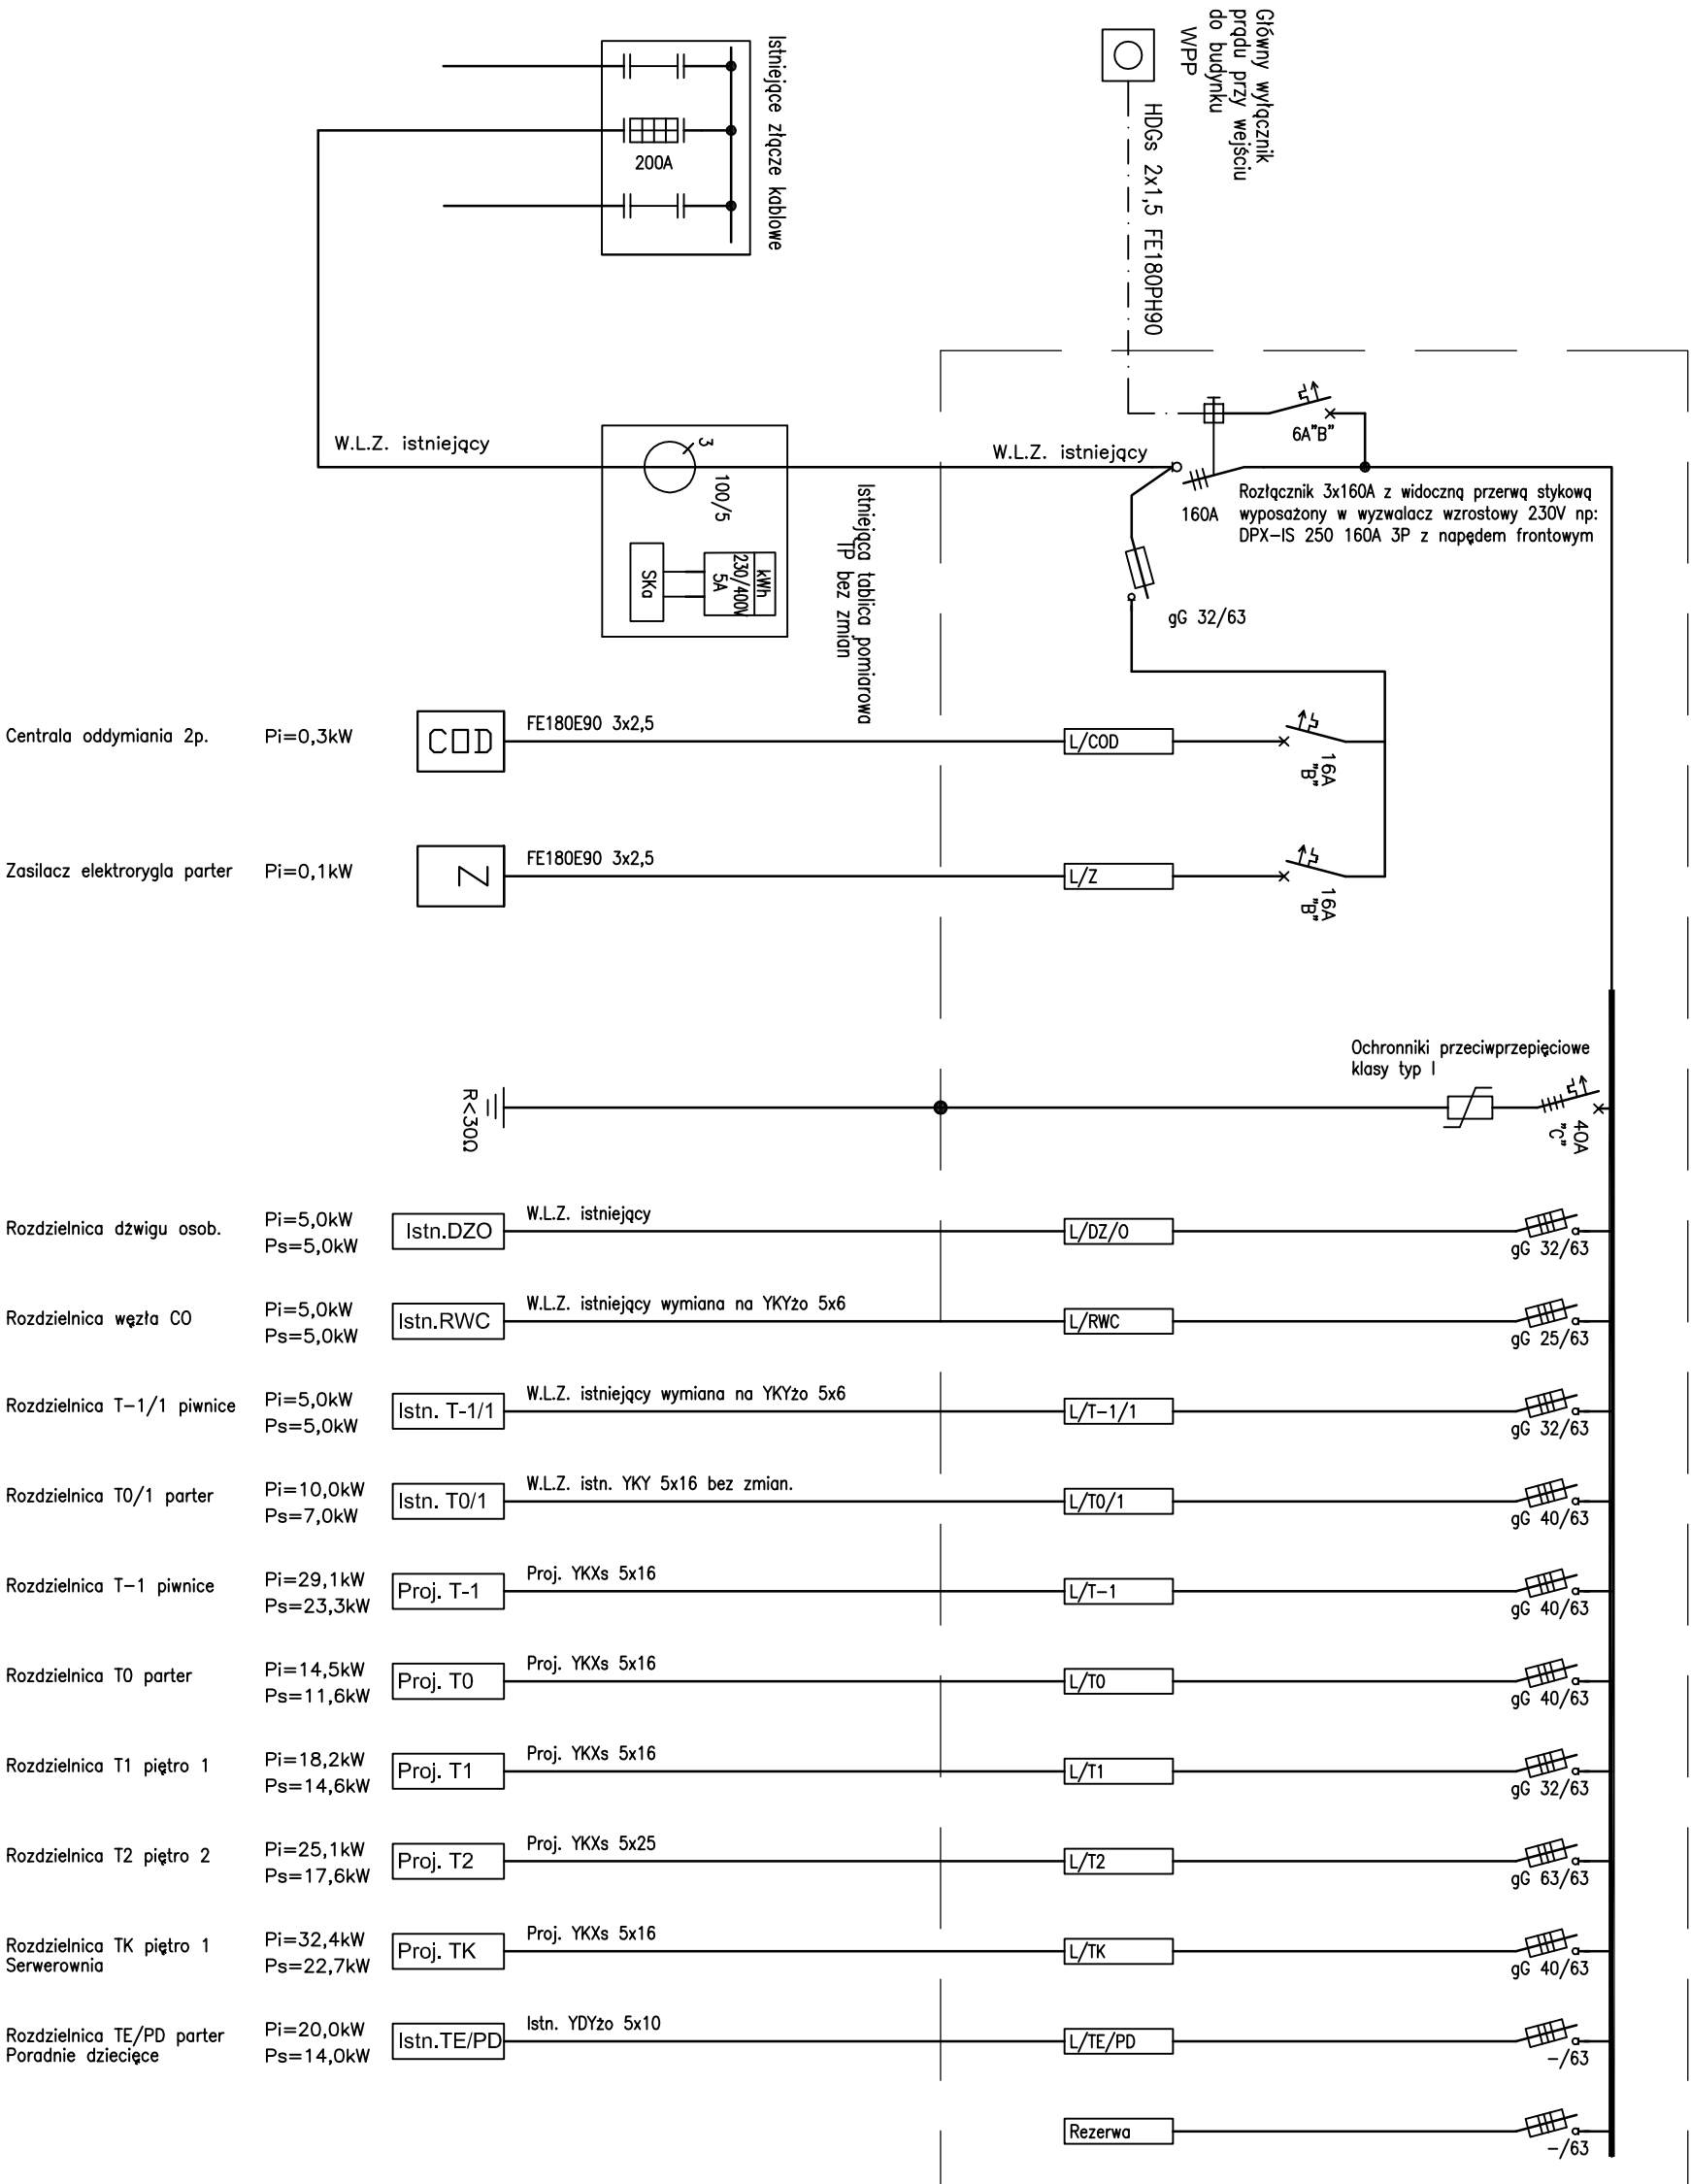 Główny wyłącznik
prądu przy wejściu
do budynku
WPP
HDGs 2x1,5 FE180PH90
Istniejące złącze kablowe
200A
W.L.Z. istniejący
3
100/5
kWh
230/400V
5A
SKa
Istniejąca tablica pomiarowa
TP bez zmian
W.L.Z. istniejący
6A"B"
160A
Rozłącznik 3x160A z widoczną przerwą stykową
wyposażony w wyzwalacz wzrostowy 230V np:
DPX-IS 250 160A 3P z napędem frontowym
gG 32/63
Centrala oddymiania 2p.
Pi=0,3kW
COD
FE180E90 3x2,5
L/COD
16A
"B"
Zasilacz elektrorygla parter
Pi=0,1kW
Z
FE180E90 3x2,5
L/Z
16A
"B"
Ochronniki przeciwprzepięciowe
klasy typ I
40A
"C"
R<30Ω
Rozdzielnica dźwigu osob.
Pi=5,0kW
Ps=5,0kW
Istn.DZO
W.L.Z. istniejący
L/DZ/O
gG 32/63
Rozdzielnica węzła CO
Pi=5,0kW
Ps=5,0kW
Istn.RWC
W.L.Z. istniejący wymiana na YKYżo 5x6
L/RWC
gG 25/63
Rozdzielnica T-1/1 piwnice
Pi=5,0kW
Ps=5,0kW
Istn. T-1/1
W.L.Z. istniejący wymiana na YKYżo 5x6
L/T-1/1
gG 32/63
Rozdzielnica T0/1 parter
Pi=10,0kW
Ps=7,0kW
Istn. T0/1
W.L.Z. istn. YKY 5x16 bez zmian.
L/T0/1
gG 40/63
Rozdzielnica T-1 piwnice
Pi=29,1kW
Ps=23,3kW
Proj. T-1
Proj. YKXs 5x16
L/T-1
gG 40/63
Rozdzielnica T0 parter
Pi=14,5kW
Ps=11,6kW
Proj. T0
Proj. YKXs 5x16
L/T0
gG 40/63
Rozdzielnica T1 piętro 1
Pi=18,2kW
Ps=14,6kW
Proj. T1
Proj. YKXs 5x16
L/T1
gG 32/63
Rozdzielnica T2 piętro 2
Pi=25,1kW
Ps=17,6kW
Proj. T2
Proj. YKXs 5x25
L/T2
gG 63/63
Rozdzielnica TK piętro 1
Serwerownia
Pi=32,4kW
Ps=22,7kW
Proj. TK
Proj. YKXs 5x16
L/TK
gG 40/63
Rozdzielnica TE/PD parter
Poradnie dziecięce
Pi=20,0kW
Ps=14,0kW
Istn.TE/PD
Istn. YDYżo 5x10
L/TE/PD
-/63
Rezerwa
-/63